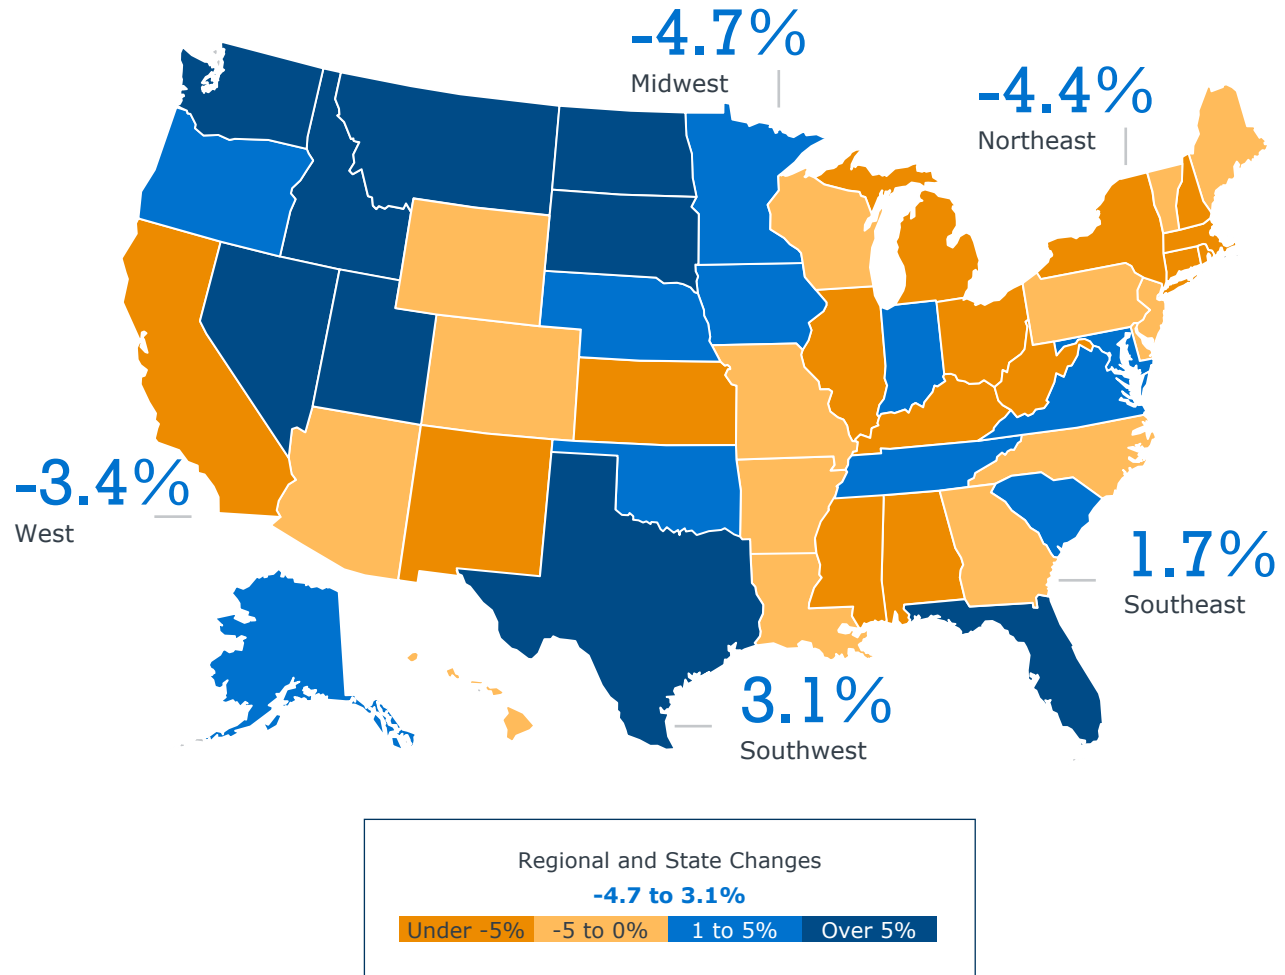 -4.7%
Midwest
-4.4%
Northeast
-3.4%
West
1.7%
Southeast
3.1%
Southwest
Regional and State Changes
-4.7 to 3.1%
Under -5% -5 to 0% 1 to 5% Over 5%